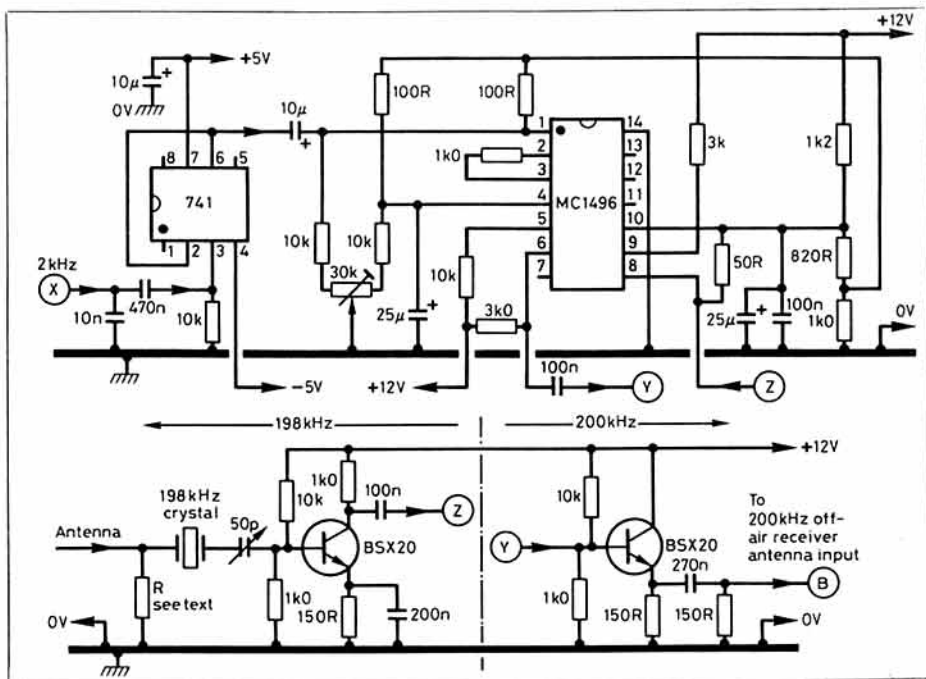 +12V
+5V
10µ
+
0V
10µ
+
100R
100R
8 7 6 5
741
1 2 3 4
1k0
1 14
2 13
3 12
4 11
5 10
6 9
7 8
MC1496
3k
1k2
10k
10k
30k
10k
50R
820R
2kHz
X
470n
10n
10k
25µ
+
3k0
25µ
+
100n
1k0
0V
-5V
+12V
100n
Y
Z
198kHz
200kHz
+12V
1k0
10k
100n
Z
198kHz
crystal
50p
Antenna
BSX20
R
see text
1k0
150R
200n
0V
10k
Y
BSX20
270n
1k0
150R
150R
To
200kHz off-
air receiver
antenna input
B
0V